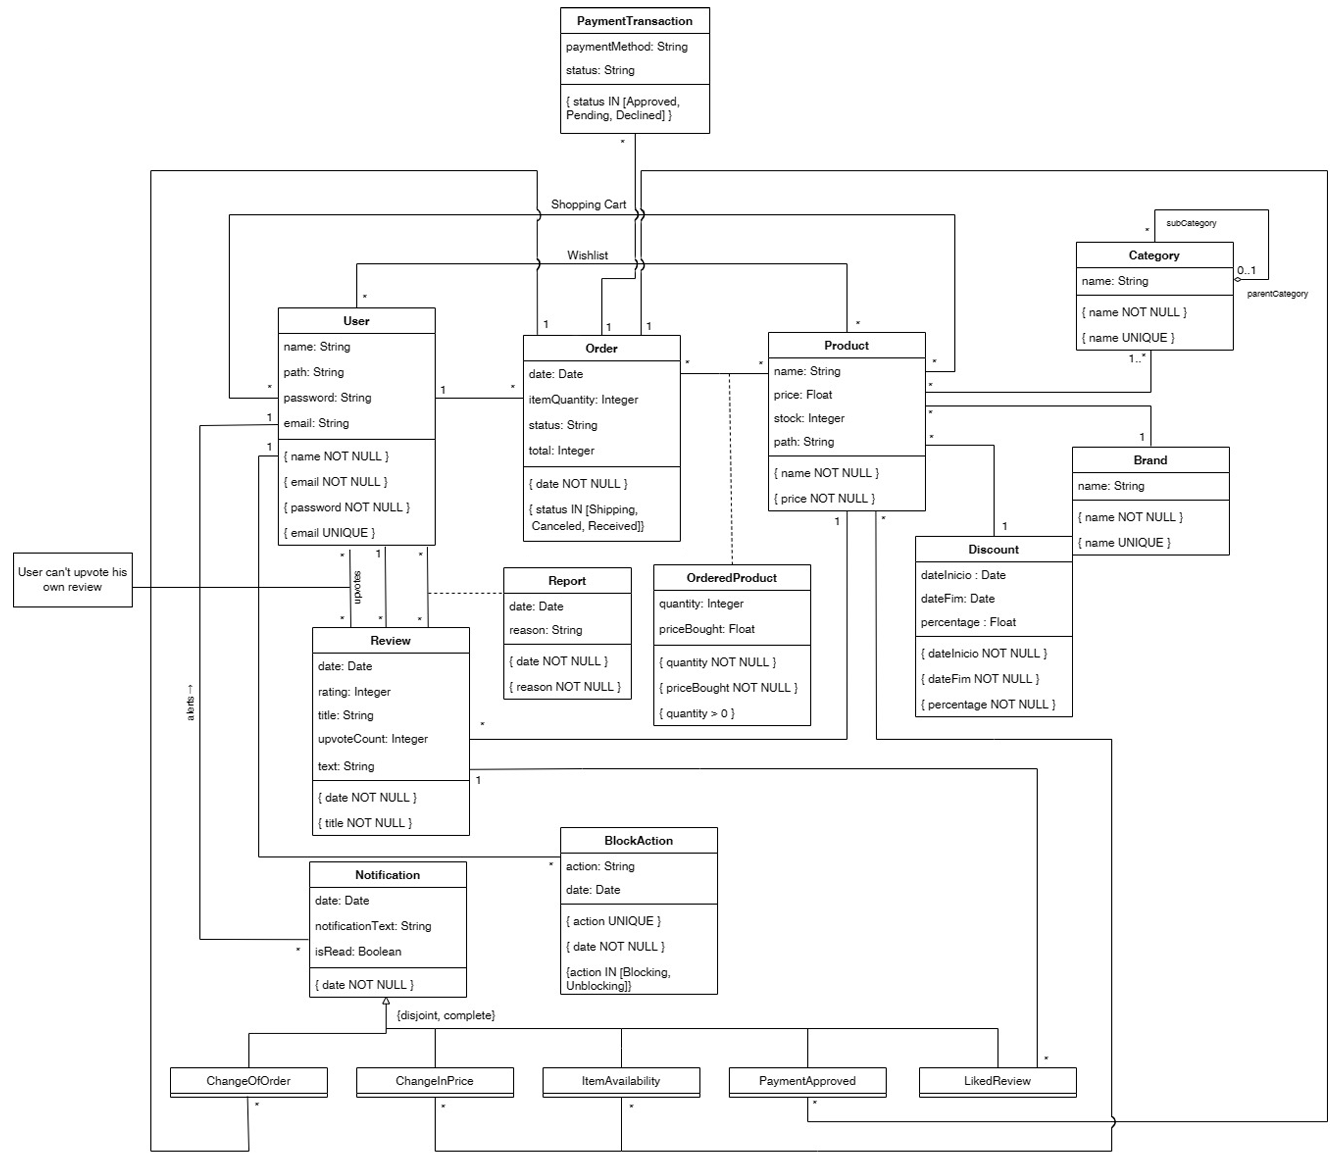 PaymentTransaction
paymentMethod: String
status: String
{ status IN [Approved,
Pending, Declined] }
*
Shopping Cart
Wishlist
subCategory
*
Category
name: String
{ name NOT NULL }
{ name UNIQUE }
0..1
parentCategory
1..*
*
User
name: String
path: String
password: String
email: String
{ name NOT NULL }
{ email NOT NULL }
{ password NOT NULL }
{ email UNIQUE }
*
1
1
1
*
1
1
1
Order
date: Date
itemQuantity: Integer
status: String
total: Integer
{ date NOT NULL }
{ status IN [Shipping,
Canceled, Received]}
*
*
*
Product
name: String
price: Float
stock: Integer
path: String
{ name NOT NULL }
{ price NOT NULL }
*
*
*
*
1
*
1
Brand
name: String
{ name NOT NULL }
{ name UNIQUE }
1
Discount
dateInicio : Date
dateFim: Date
percentage : Float
{ dateInicio NOT NULL }
{ dateFim NOT NULL }
{ percentage NOT NULL }
User can't upvote his
own review
*
1
*
upvotes
*
*
*
Report
date: Date
reason: String
{ date NOT NULL }
{ reason NOT NULL }
OrderedProduct
quantity: Integer
priceBought: Float
{ quantity NOT NULL }
{ priceBought NOT NULL }
{ quantity > 0 }
Review
date: Date
rating: Integer
title: String
upvoteCount: Integer
text: String
{ date NOT NULL }
{ title NOT NULL }
*
1
alerts→
BlockAction
action: String
date: Date
{ action UNIQUE }
{ date NOT NULL }
{action IN [Blocking,
Unblocking]}
*
Notification
date: Date
notificationText: String
isRead: Boolean
{ date NOT NULL }
*
{disjoint, complete}
*
ChangeOfOrder
ChangeInPrice
ItemAvailability
PaymentApproved
LikedReview
*
*
*
*